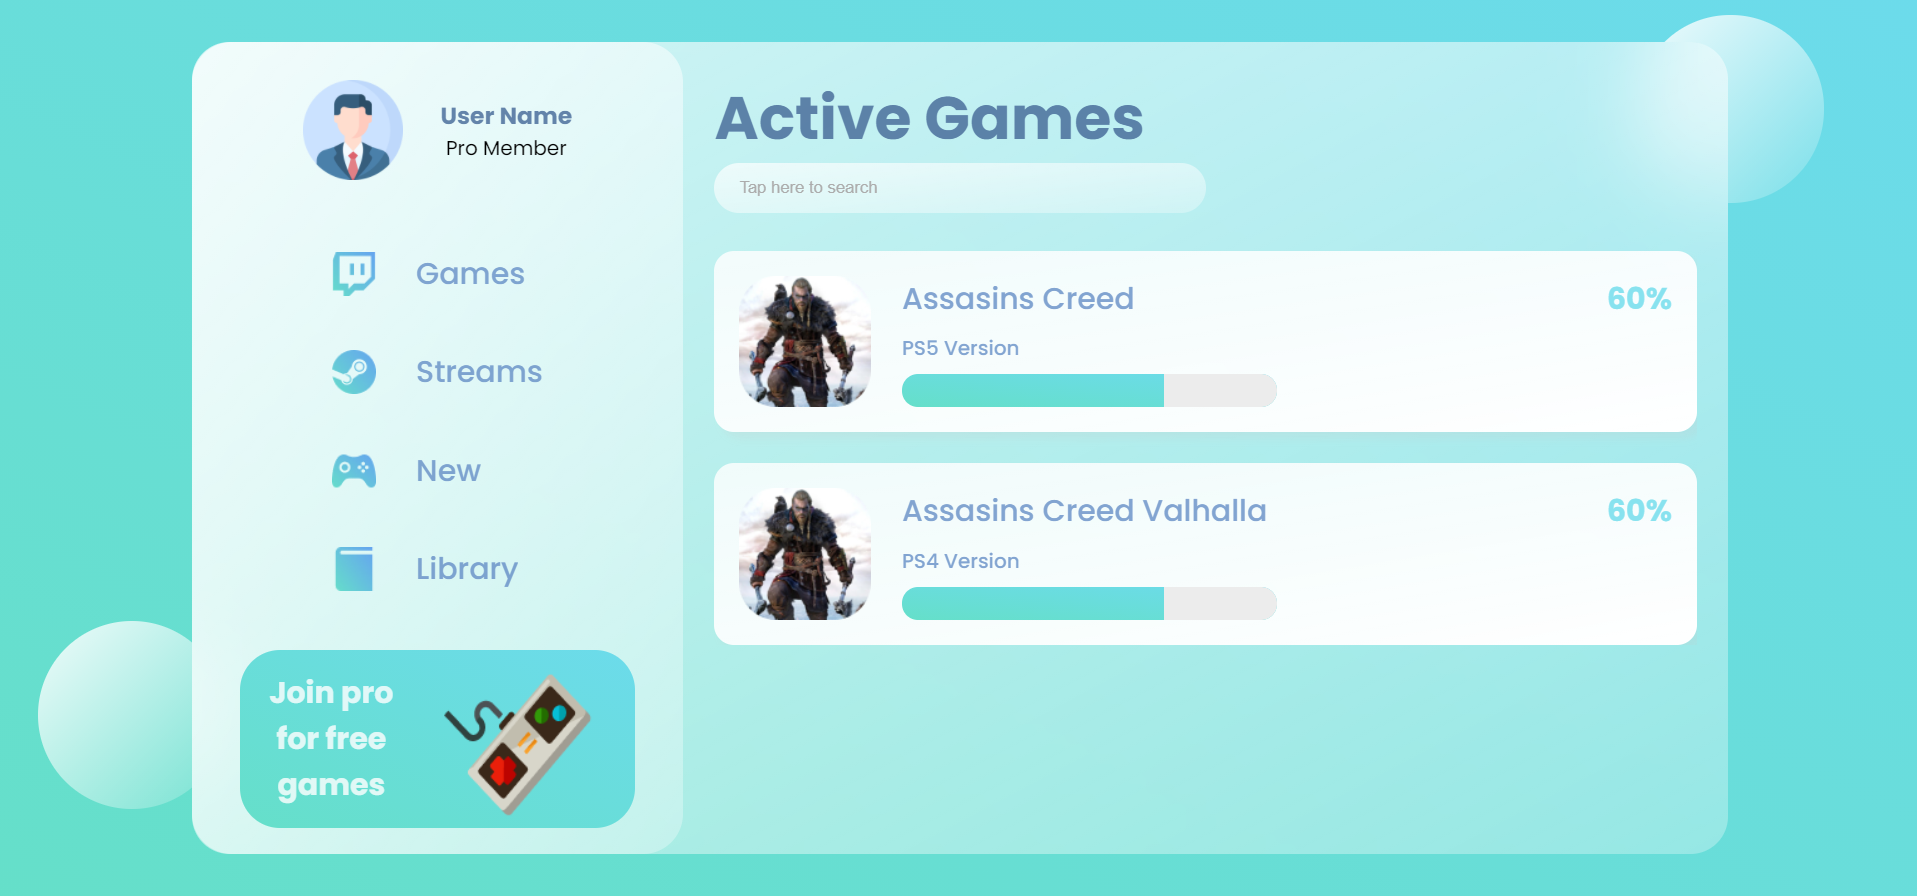 User Name
Pro Member
Games
Streams
New
Library
Join pro
for free
games
Active Games
Tap here to search
Assasins Creed
60%
PS5 Version
Assasins Creed Valhalla
60%
PS4 Version